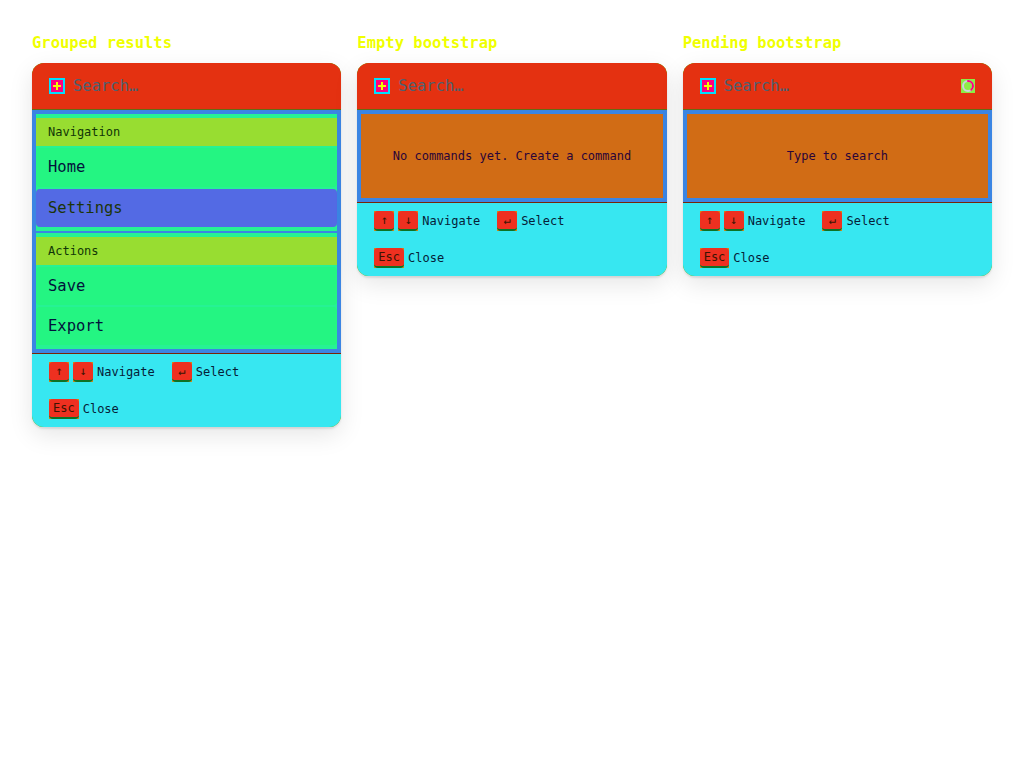 Grouped results
Search…
Navigation
Home
Settings
Actions
Save
Export
↑ ↓ Navigate ↵ Select
Esc Close
Empty bootstrap
Search…
No commands yet. Create a command
↑ ↓ Navigate ↵ Select
Esc Close
Pending bootstrap
Search…
Type to search
↑ ↓ Navigate ↵ Select
Esc Close